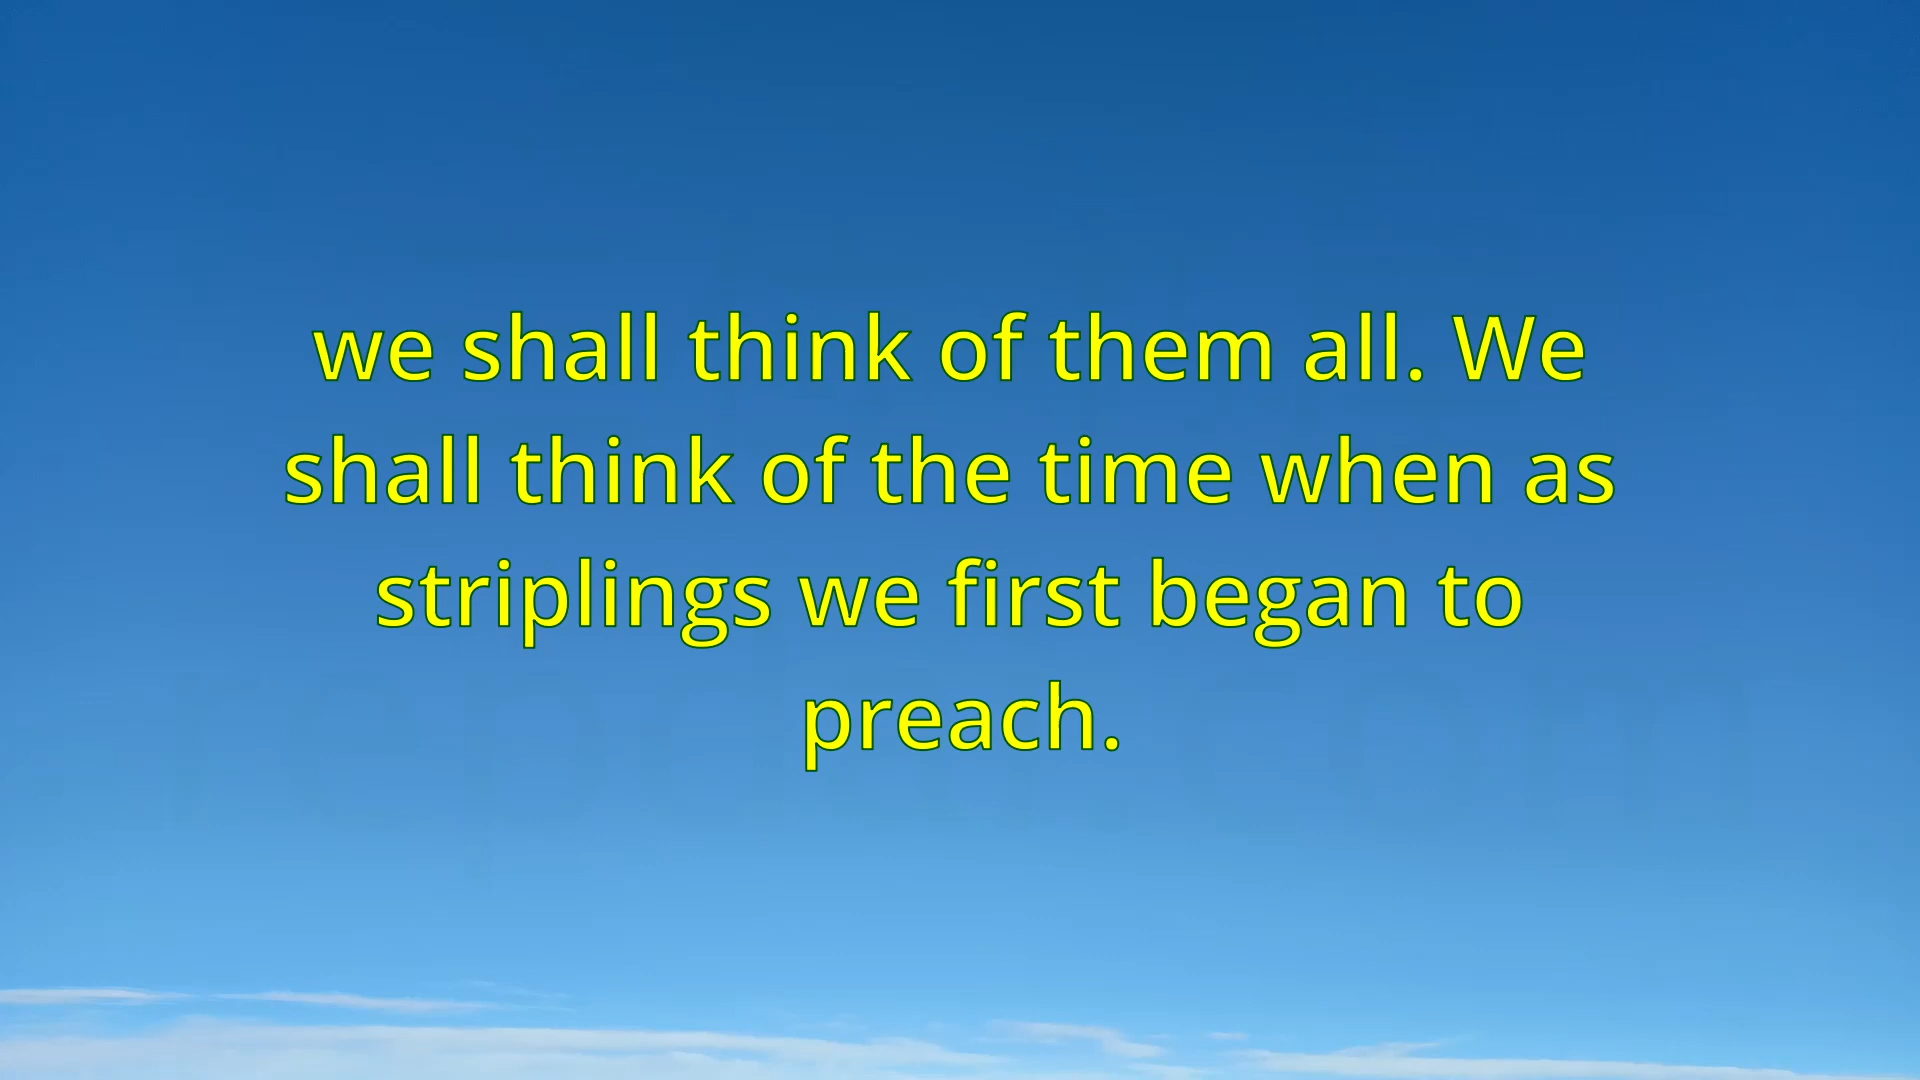 we shall think of them all. We
shall think of the time when as
striplings we first began to
preach.